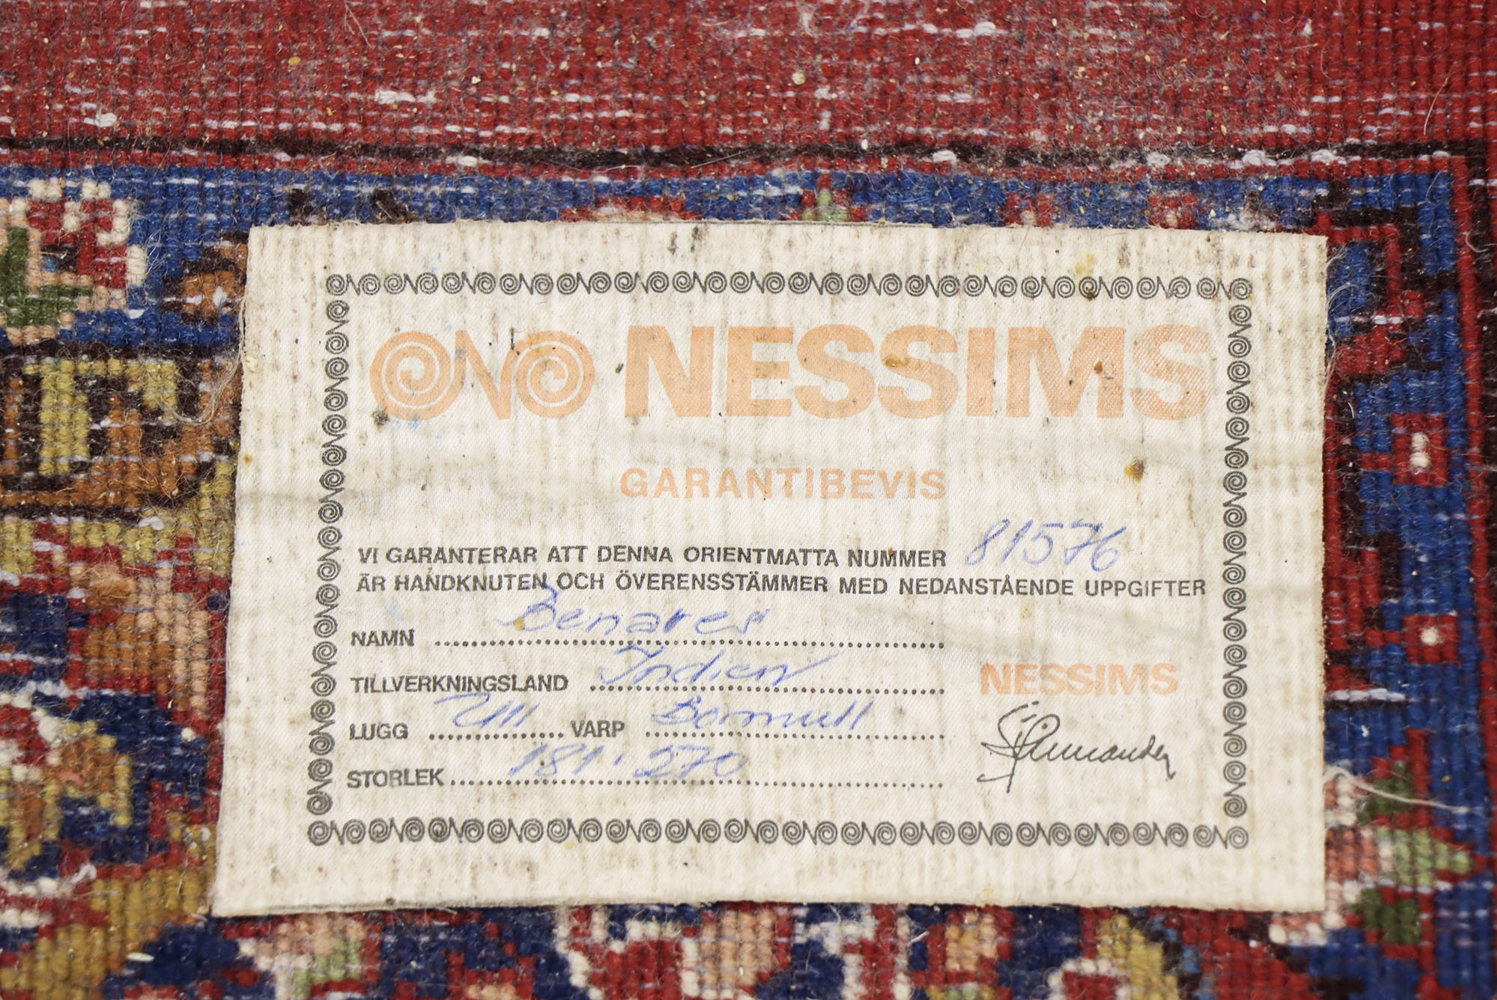 NESSIMS
GARANTIBEVIS
VI GARANTERAR ATT DENNA ORIENTMATTA NUMMER 81576
ÄR HANDKNUTEN OCH ÖVERENSSTÄMMER MED NEDANSTÅENDE UPPGIFTER
NAMN Benares
TILLVERKNINGSLAND Indien
LUGG Ull VARP Bomull
STORLEK 181 · 270
NESSIMS